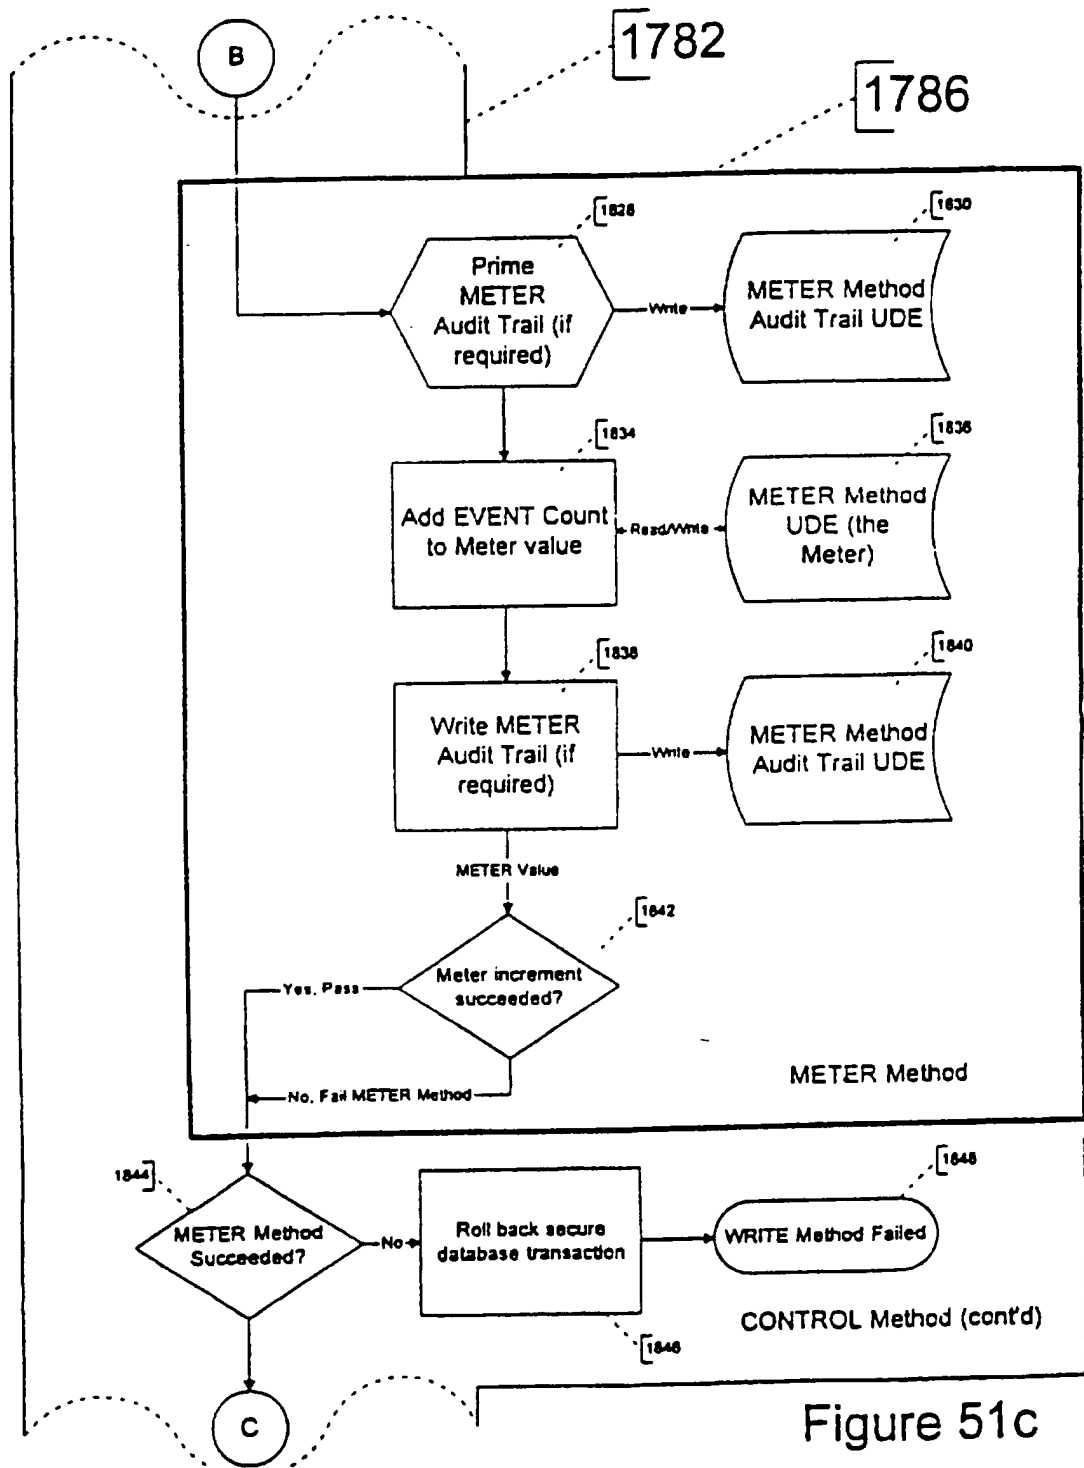 B
1782
1786
1828
1830
Prime
METER
Audit Trail (if
required)
Write
METER Method
Audit Trail UDE
1834
1836
Add EVENT Count
to Meter value
Read/Write
METER Method
UDE (the
Meter)
1838
1840
Write METER
Audit Trail (if
required)
Write
METER Method
Audit Trail UDE
METER Value
1842
Meter increment
succeeded?
Yes, Pass
No, Fail METER Method
METER Method
1844
METER Method
Succeeded?
No
Roll back secure
database transaction
1846
1848
WRITE Method Failed
CONTROL Method (cont'd)
C
Figure 51c